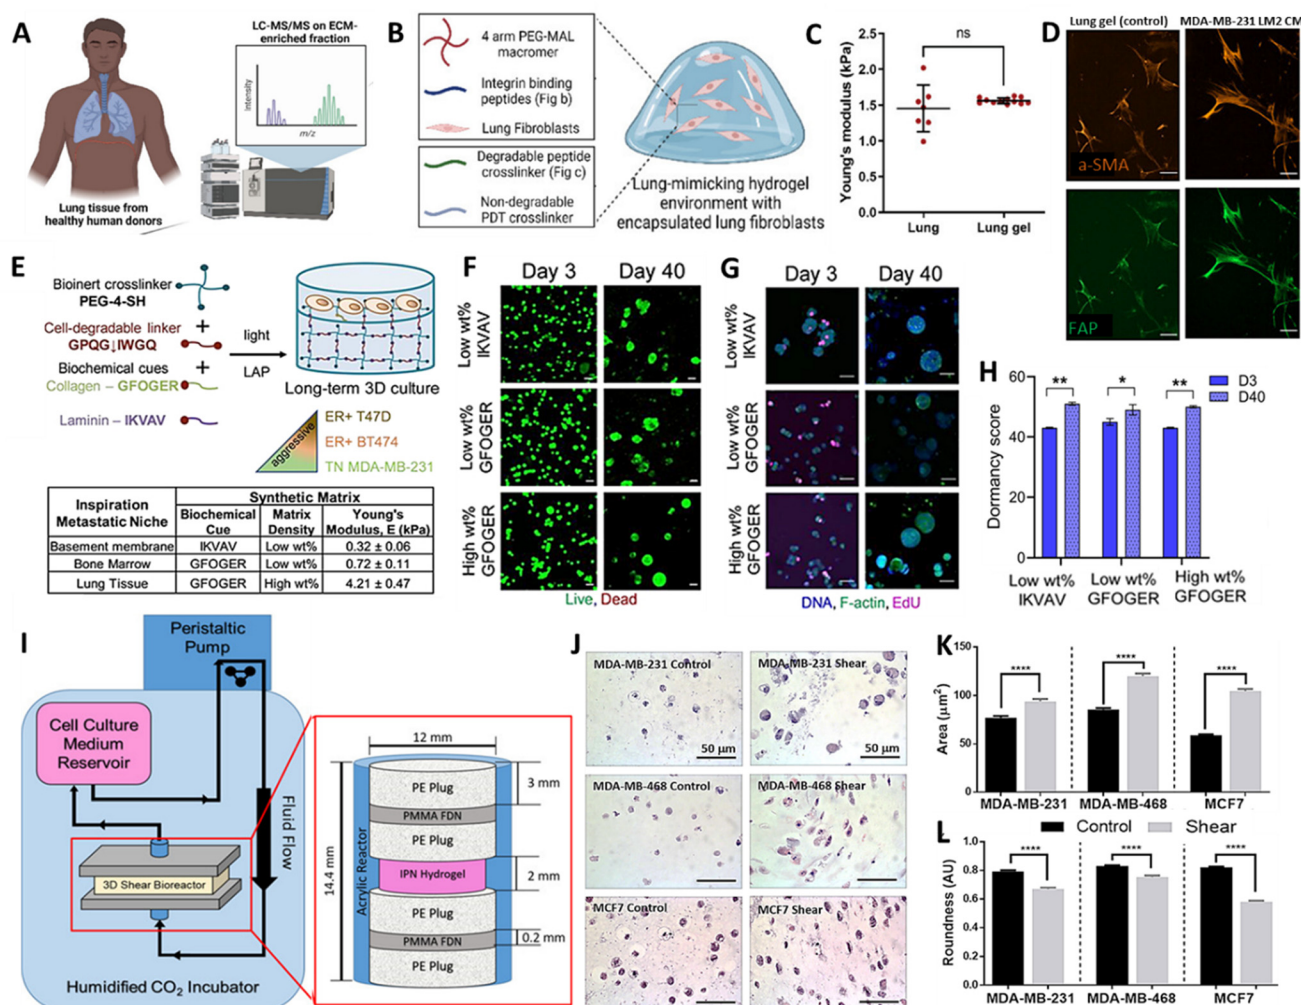 A
LC-MS/MS on ECM-
enriched fraction
Intensity
m/z
Lung tissue from
healthy human donors
B
4 arm PEG-MAL
macromer
Integrin binding
peptides (Fig b)
Lung Fibroblasts
Degradable peptide
crosslinker (Fig c)
Non-degradable
PDT crosslinker
Lung-mimicking hydrogel
environment with
encapsulated lung fibroblasts
C
Young's modulus (kPa)
2.5
2.0
1.5
1.0
0.5
0.0
ns
Lung
Lung gel
D
Lung gel (control)
MDA-MB-231 LM2 CM
a-SMA
FAP
E
Bioinert crosslinker
PEG-4-SH
+
Cell-degradable linker
GPQG↓IWGQ
+
Biochemical cues
Collagen – GFOGER
Laminin – IKVAV
light
LAP
Long-term 3D culture
aggressive
ER+ T47D
ER+ BT474
TN MDA-MB-231
Inspiration
Metastatic Niche
Synthetic Matrix
Biochemical
Cue
Matrix
Density
Young's
Modulus, E (kPa)
Basement membrane IKVAV Low wt% 0.32 ± 0.06
Bone Marrow GFOGER Low wt% 0.72 ± 0.11
Lung Tissue GFOGER High wt% 4.21 ± 0.47
F
Day 3 Day 40
Low wt%
IKVAV
Low wt%
GFOGER
High wt%
GFOGER
Live, Dead
G
Day 3 Day 40
Low wt%
IKVAV
Low wt%
GFOGER
High wt%
GFOGER
DNA, F-actin, EdU
H
Dormancy score
60
40
20
0
**
*
**
D3
D40
Low wt%
IKVAV
Low wt%
GFOGER
High wt%
GFOGER
I
Peristaltic
Pump
Cell Culture
Medium
Reservoir
Fluid Flow
3D Shear Bioreactor
Humidified CO2 Incubator
12 mm
14.4 mm
Acrylic Reactor
PE Plug
PMMA FDN
PE Plug
IPN Hydrogel
PE Plug
PMMA FDN
PE Plug
3 mm
2 mm
0.2 mm
J
MDA-MB-231 Control
50 µm
MDA-MB-231 Shear
50 µm
MDA-MB-468 Control
MDA-MB-468 Shear
MCF7 Control
MCF7 Shear
K
Area (µm2)
150
100
50
0
****
****
****
MDA-MB-231
MDA-MB-468
MCF7
Control
Shear
L
Roundness (AU)
1.0
0.8
0.6
0.4
0.2
0.0
****
****
****
MDA-MB-231
MDA-MB-468
MCF7